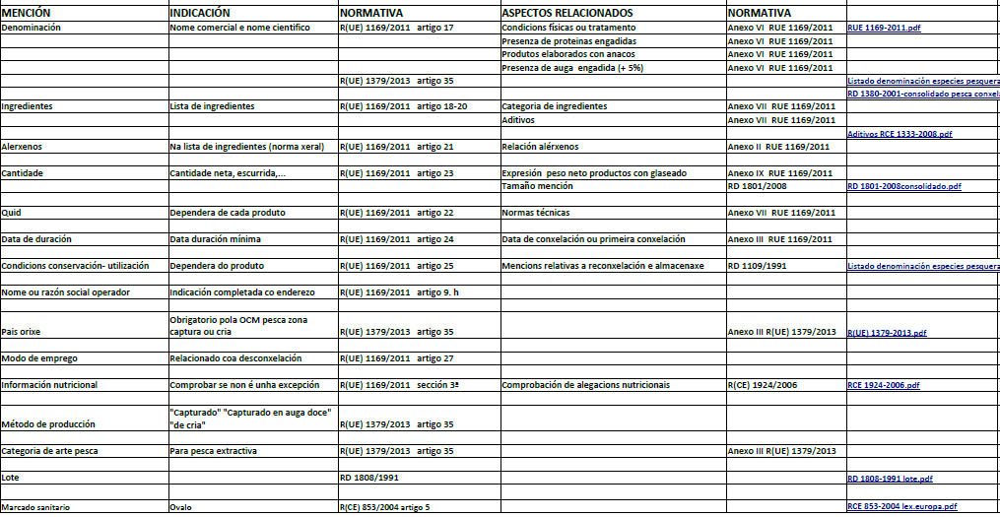 MENCIÓN INDICACIÓN NORMATIVA ASPECTOS RELACIONADOS NORMATIVA
Denominación Nome comercial e nome cientifico R(UE) 1169/2011 artigo 17 Condicions físicas ou tratamento Anexo VI RUE 1169/2011 RUE 1169-2011.pdf
Presenza de proteinas engadidas Anexo VI RUE 1169/2011
Produtos elaborados con anacos Anexo VI RUE 1169/2011
Presenza de auga engadida (+ 5%) Anexo VI RUE 1169/2011
R(UE) 1379/2013 artigo 35 Listado denominación especies pesquera
RD 1380-2001-consolidado pesca conxel
Ingredientes Lista de ingredientes R(UE) 1169/2011 artigo 18-20 Categoria de ingredientes Anexo VII RUE 1169/2011
Aditivos Anexo VII RUE 1169/2011
Aditivos RCE 1333-2008.pdf
Alerxenos Na lista de ingredientes (norma xeral) R(UE) 1169/2011 artigo 21 Relación alérxenos Anexo II RUE 1169/2011
Cantidade Cantidade neta, escurrida,... R(UE) 1169/2011 artigo 23 Expresión peso neto productos con glaseado Anexo IX RUE 1169/2011
Tamaño mención RD 1801/2008 RD 1801-2008consolidado.pdf
Quid Dependera de cada produto R(UE) 1169/2011 artigo 22 Normas técnicas Anexo VII RUE 1169/2011
Data de duración Data duración mínima R(UE) 1169/2011 artigo 24 Data de conxelación ou primeira conxelación Anexo III RUE 1169/2011
Condicions conservación- utilización Dependera do produto R(UE) 1169/2011 artigo 25 Mencions relativas a reconxelación e almacenaxe RD 1109/1991 Listado denominación especies pesquera
Nome ou razón social operador Indicación completada co enderezo R(UE) 1169/2011 artigo 9. h
Pais orixe Obrigatorio pola OCM pesca zona captura ou cria R(UE) 1379/2013 artigo 35 Anexo III R(UE) 1379/2013 R(UE) 1379-2013.pdf
Modo de emprego Relacionado coa desconxelación R(UE) 1169/2011 artigo 27
Información nutricional Comprobar se non é unha excepción R(UE) 1169/2011 sección 3ª Comprobación de alegacions nutricionais R(CE) 1924/2006 RCE 1924-2006.pdf
Método de producción "Capturado" "Capturado en auga doce" "de cria" R(UE) 1379/2013 artigo 35
Categoria de arte pesca Para pesca extractiva R(UE) 1379/2013 artigo 35 Anexo III R(UE) 1379/2013
Lote RD 1808/1991 RD 1808-1991 lote.pdf
Marcado sanitario Ovalo R(CE) 853/2004 artigo 5 RCE 853-2004 lex.europa.pdf